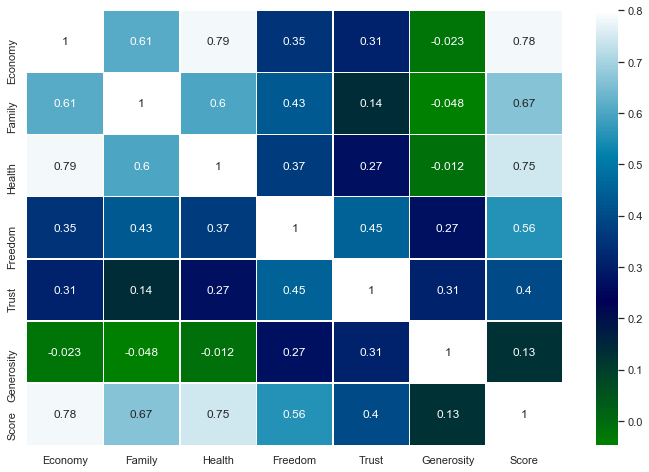 Economy 1 0.61 0.79 0.35 0.31 -0.023 0.78
Family 0.61 1 0.6 0.43 0.14 -0.048 0.67
Health 0.79 0.6 1 0.37 0.27 -0.012 0.75
Freedom 0.35 0.43 0.37 1 0.45 0.27 0.56
Trust 0.31 0.14 0.27 0.45 1 0.31 0.4
Generosity -0.023 -0.048 -0.012 0.27 0.31 1 0.13
Score 0.78 0.67 0.75 0.56 0.4 0.13 1
Economy Family Health Freedom Trust Generosity Score
0.8
0.7
0.6
0.5
0.4
0.3
0.2
0.1
0.0